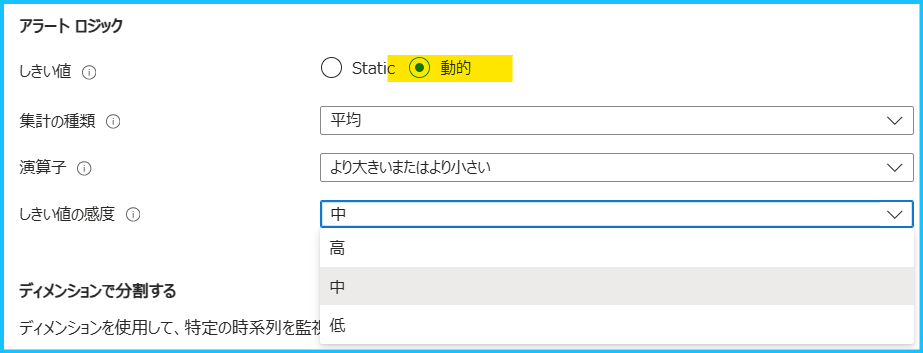 アラート ロジック
しきい値 Static 動的
集計の種類 平均
演算子 より大きいまたはより小さい
しきい値の感度 中
高
中
ディメンションで分割する
低
ディメンションを使用して、特定の時系列を監視